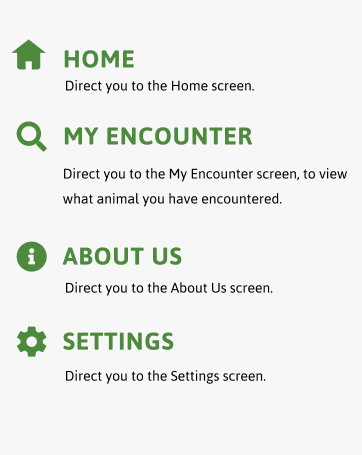 HOME
Direct you to the Home screen.
MY ENCOUNTER
Direct you to the My Encounter screen, to view
what animal you have encountered.
ABOUT US
Direct you to the About Us screen.
SETTINGS
Direct you to the Settings screen.